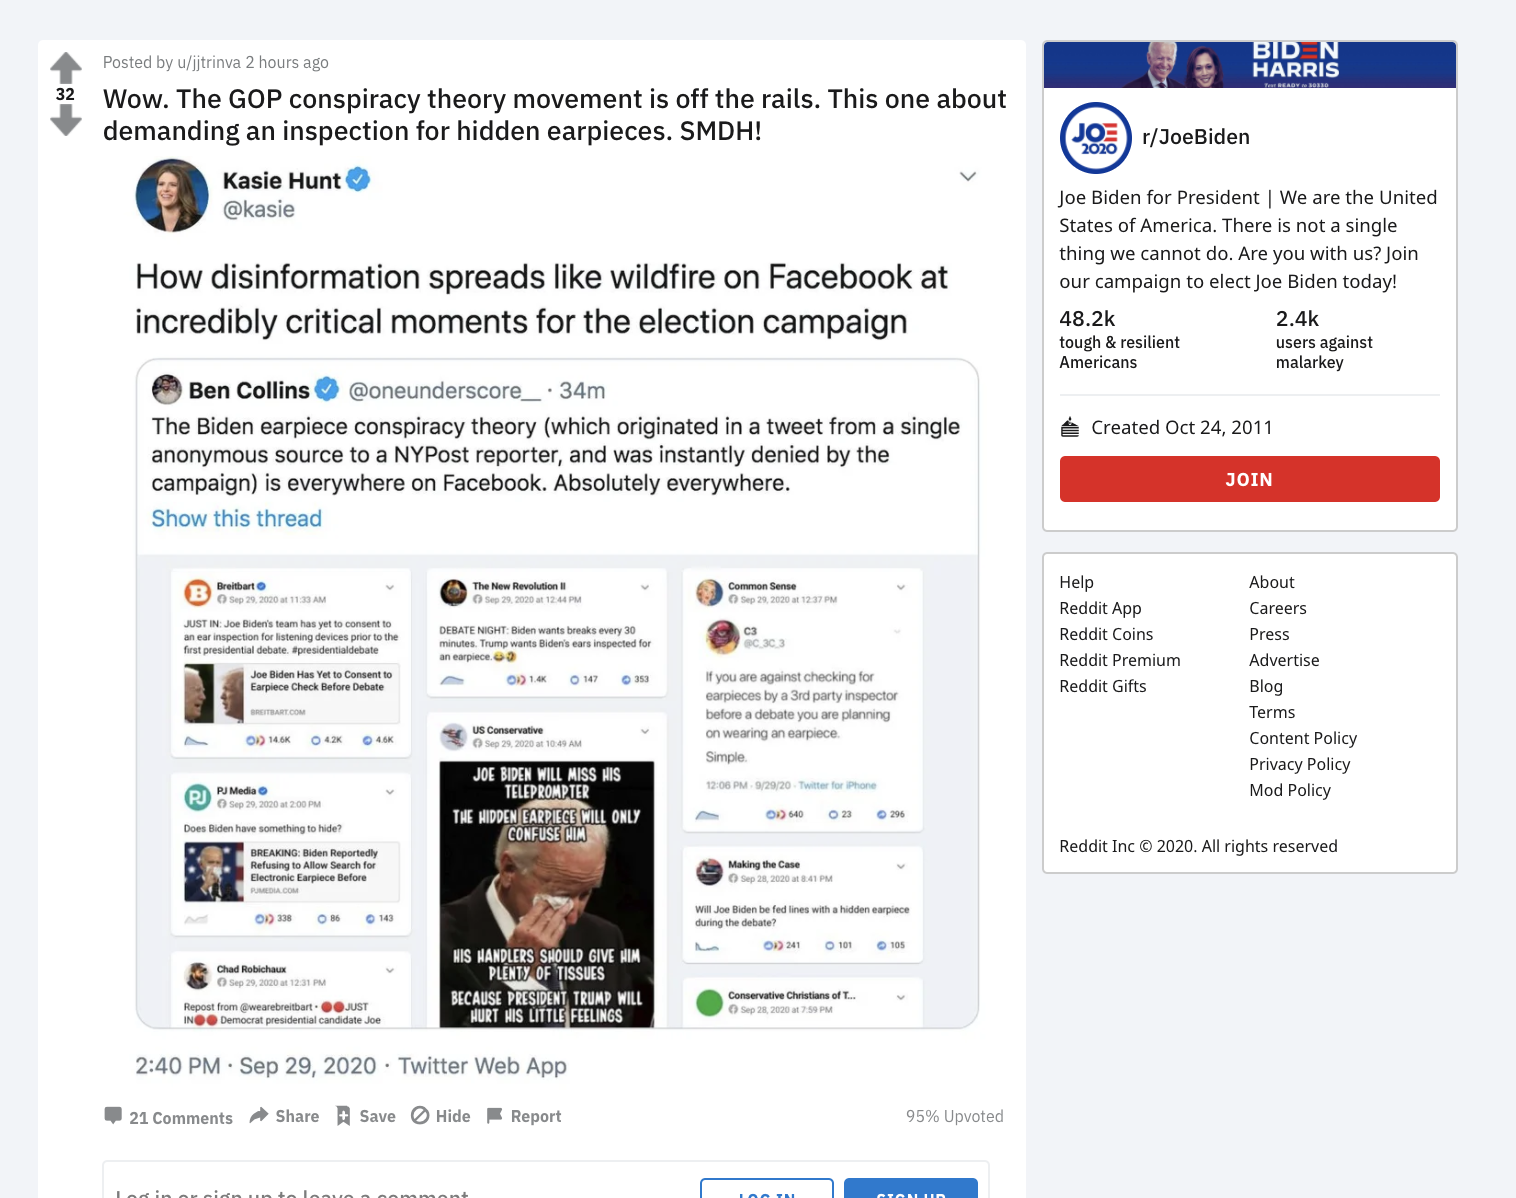 Posted by u/jjtrinva 2 hours ago
32
Wow. The GOP conspiracy theory movement is off the rails. This one about
demanding an inspection for hidden earpieces. SMDH!
Kasie Hunt
@kasie
How disinformation spreads like wildfire on Facebook at
incredibly critical moments for the election campaign
Ben Collins @oneunderscore__ · 34m
The Biden earpiece conspiracy theory (which originated in a tweet from a single
anonymous source to a NYPost reporter, and was instantly denied by the
campaign) is everywhere on Facebook. Absolutely everywhere.
Show this thread
Breitbart
Sep 29, 2020 at 11:33 AM
JUST IN: Joe Biden's team has yet to consent to
an ear inspection for listening devices prior to the
first presidential debate. #presidentialdebate
Joe Biden Has Yet to Consent to
Earpiece Check Before Debate
BREITBART.COM
14.6K 4.2K 4.6K
PJ Media
Sep 29, 2020 at 2:00 PM
Does Biden have something to hide?
BREAKING: Biden Reportedly
Refusing to Allow Search for
Electronic Earpiece Before
PJMEDIA.COM
338 86 143
Chad Robichaux
Sep 29, 2020 at 12:31 PM
Repost from @wearebreitbart • 🔴🔴JUST
IN🔴🔴 Democrat presidential candidate Joe
The New Revolution II
Sep 29, 2020 at 12:44 PM
DEBATE NIGHT: Biden wants breaks every 30
minutes. Trump wants Biden's ears inspected for
an earpiece.
1.4K 147 353
US Conservative
Sep 29, 2020 at 10:49 AM
JOE BIDEN WILL MISS HIS
TELEPROMPTER
THE HIDDEN EARPIECE WILL ONLY
CONFUSE HIM
HIS HANDLERS SHOULD GIVE HIM
PLENTY OF TISSUES
BECAUSE PRESIDENT TRUMP WILL
HURT HIS LITTLE FEELINGS
Common Sense
Sep 29, 2020 at 12:37 PM
C3
@C_3C_3
If you are against checking for
earpieces by a 3rd party inspector
before a debate you are planning
on wearing an earpiece.
Simple.
12:06 PM · 9/29/20 · Twitter for iPhone
640 23 296
Making the Case
Sep 28, 2020 at 8:41 PM
Will Joe Biden be fed lines with a hidden earpiece
during the debate?
241 101 105
Conservative Christians of T...
Sep 28, 2020 at 7:59 PM
2:40 PM · Sep 29, 2020 · Twitter Web App
21 Comments Share Save Hide Report 95% Upvoted
Log in or sign up to leave a comment
LOG IN SIGN UP
BIDEN
HARRIS
Text READY to 30330
JOE
2020
r/JoeBiden
Joe Biden for President | We are the United
States of America. There is not a single
thing we cannot do. Are you with us? Join
our campaign to elect Joe Biden today!
48.2k
tough & resilient
Americans
2.4k
users against
malarkey
Created Oct 24, 2011
JOIN
Help
Reddit App
Reddit Coins
Reddit Premium
Reddit Gifts
About
Careers
Press
Advertise
Blog
Terms
Content Policy
Privacy Policy
Mod Policy
Reddit Inc © 2020. All rights reserved